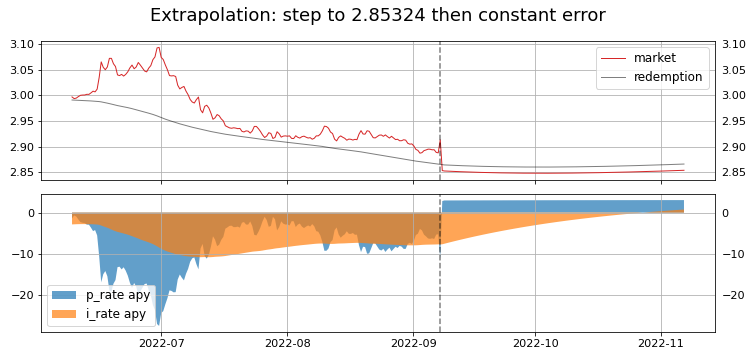 Extrapolation: step to 2.85324 then constant error
3.10 3.10
3.05 3.05
3.00 3.00
2.95 2.95
2.90 2.90
2.85 2.85
market
redemption
0 0
−10 −10
−20 −20
p_rate apy
i_rate apy
2022-07 2022-08 2022-09 2022-10 2022-11